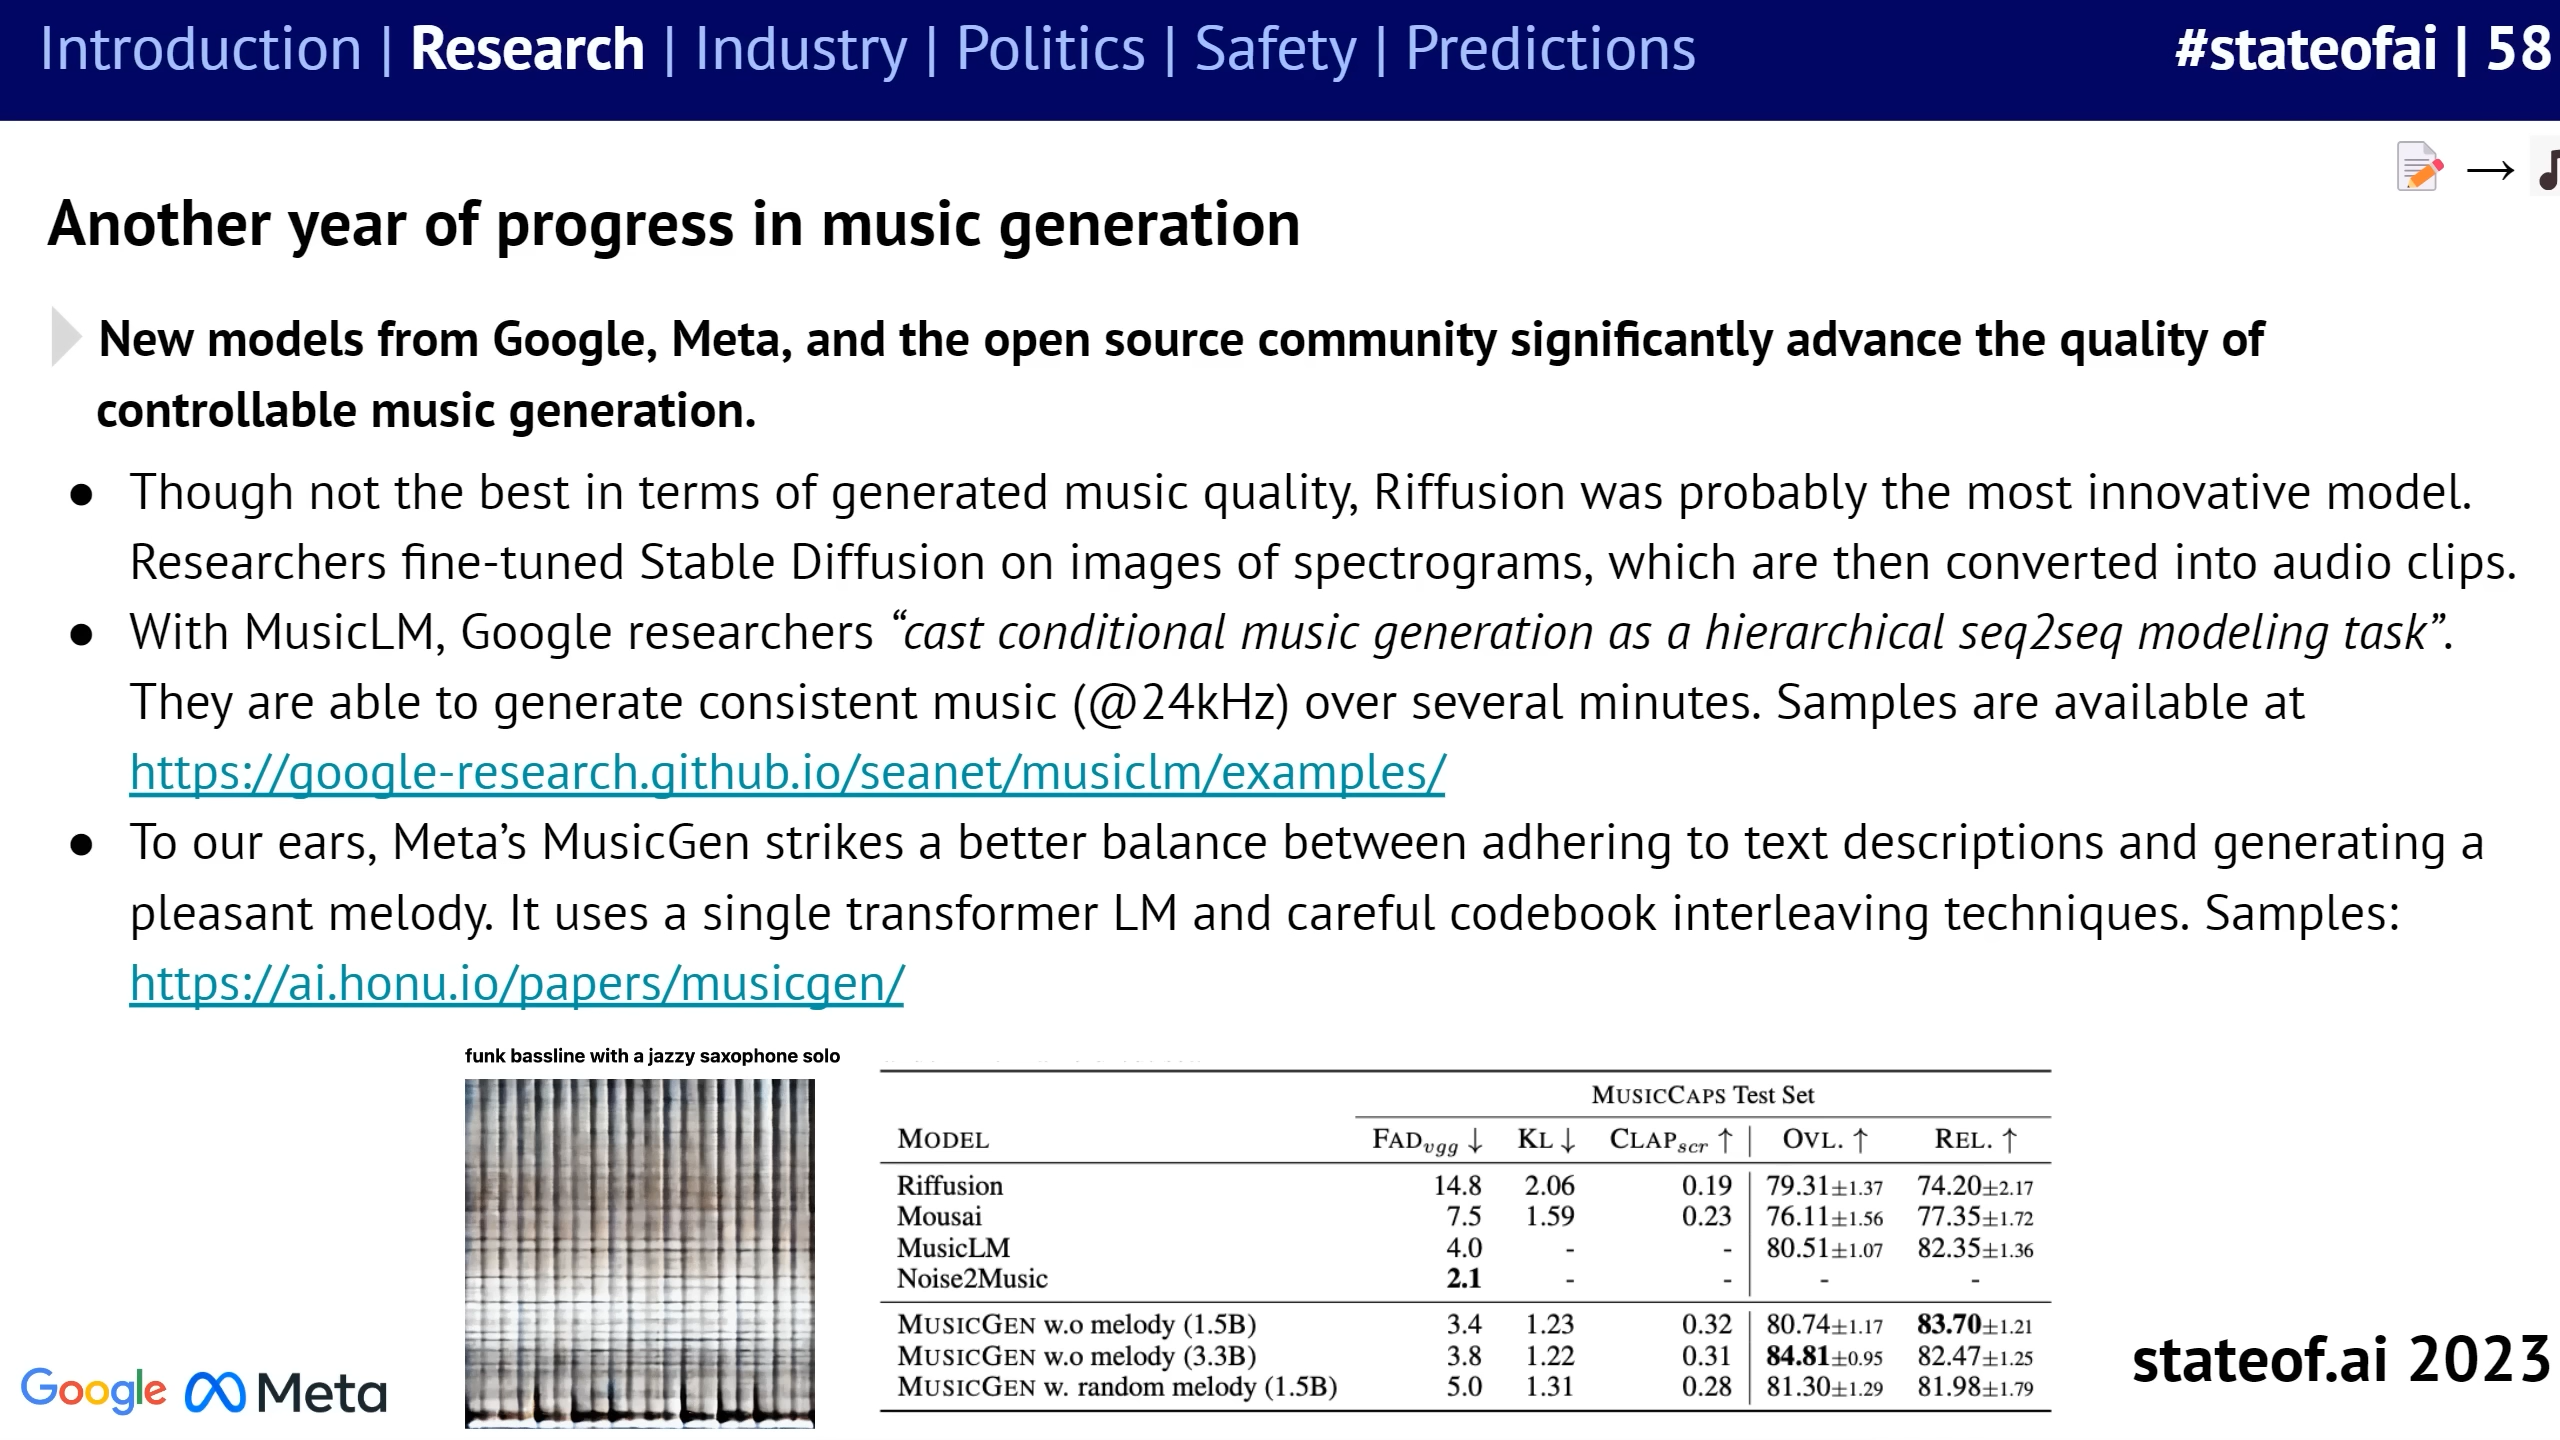 Introduction | Research | Industry | Politics | Safety | Predictions
#stateofai | 58
Another year of progress in music generation
New models from Google, Meta, and the open source community significantly advance the quality of
controllable music generation.
● Though not the best in terms of generated music quality, Riffusion was probably the most innovative model.
Researchers fine-tuned Stable Diffusion on images of spectrograms, which are then converted into audio clips.
● With MusicLM, Google researchers “cast conditional music generation as a hierarchical seq2seq modeling task”.
They are able to generate consistent music (@24kHz) over several minutes. Samples are available at
https://google-research.github.io/seanet/musiclm/examples/
● To our ears, Meta’s MusicGen strikes a better balance between adhering to text descriptions and generating a
pleasant melody. It uses a single transformer LM and careful codebook interleaving techniques. Samples:
https://ai.honu.io/papers/musicgen/
funk bassline with a jazzy saxophone solo
MUSICCAPS Test Set
MODEL FADvgg ↓ KL ↓ CLAPscr ↑ OVL. ↑ REL. ↑
Riffusion 14.8 2.06 0.19 79.31±1.37 74.20±2.17
Mousai 7.5 1.59 0.23 76.11±1.56 77.35±1.72
MusicLM 4.0 - - 80.51±1.07 82.35±1.36
Noise2Music 2.1 - - - -
MUSICGEN w.o melody (1.5B) 3.4 1.23 0.32 80.74±1.17 83.70±1.21
MUSICGEN w.o melody (3.3B) 3.8 1.22 0.31 84.81±0.95 82.47±1.25
MUSICGEN w. random melody (1.5B) 5.0 1.31 0.28 81.30±1.29 81.98±1.79
Google Meta
stateof.ai 2023